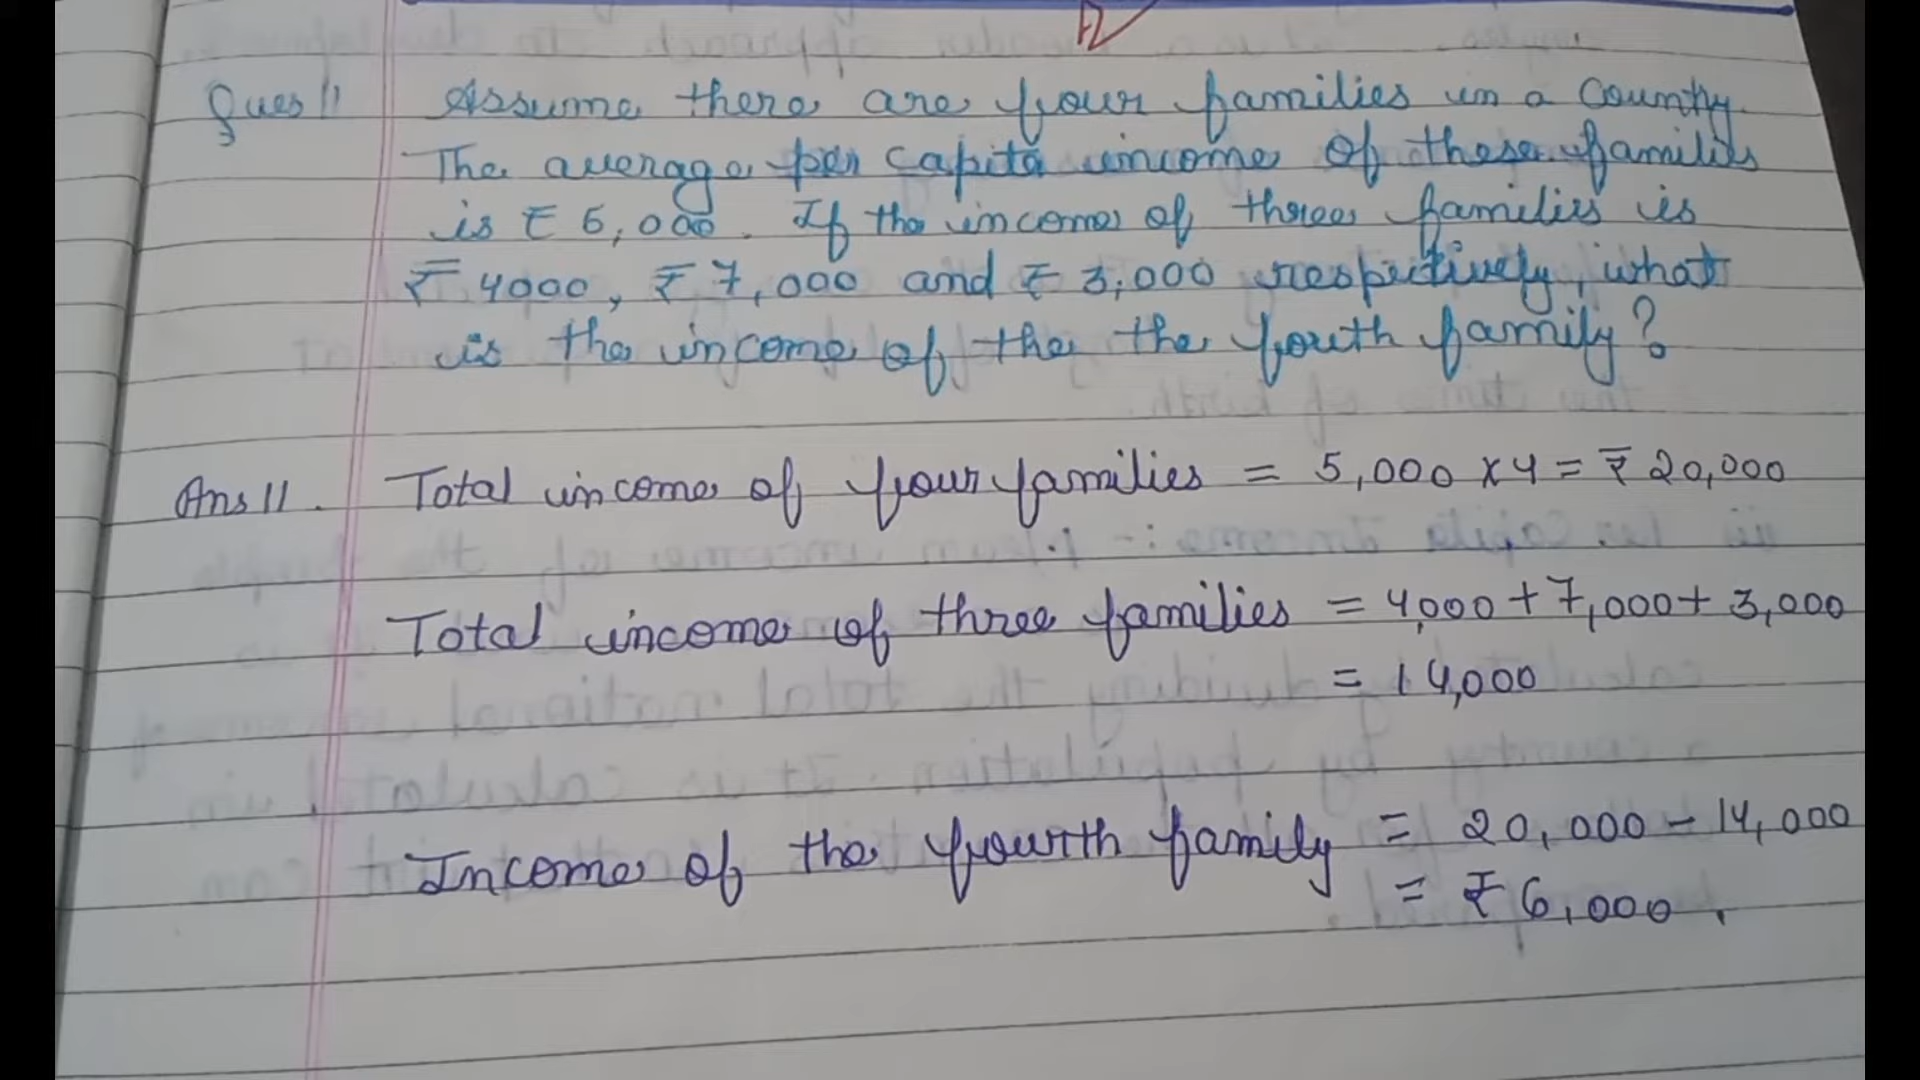 Ques 11 Assume there are four families in a country.
The average per capita income of these families
is ₹ 5,000. If the income of three families is
₹ 4000, ₹ 7,000 and ₹ 3,000 respectively, what
is the income of the the fourth family?
Ans 11. Total income of four families = 5,000 × 4 = ₹ 20,000
Total income of three families = 4,000 + 7,000 + 3,000
= 14,000
Income of the fourth family = 20,000 - 14,000
= ₹ 6,000.